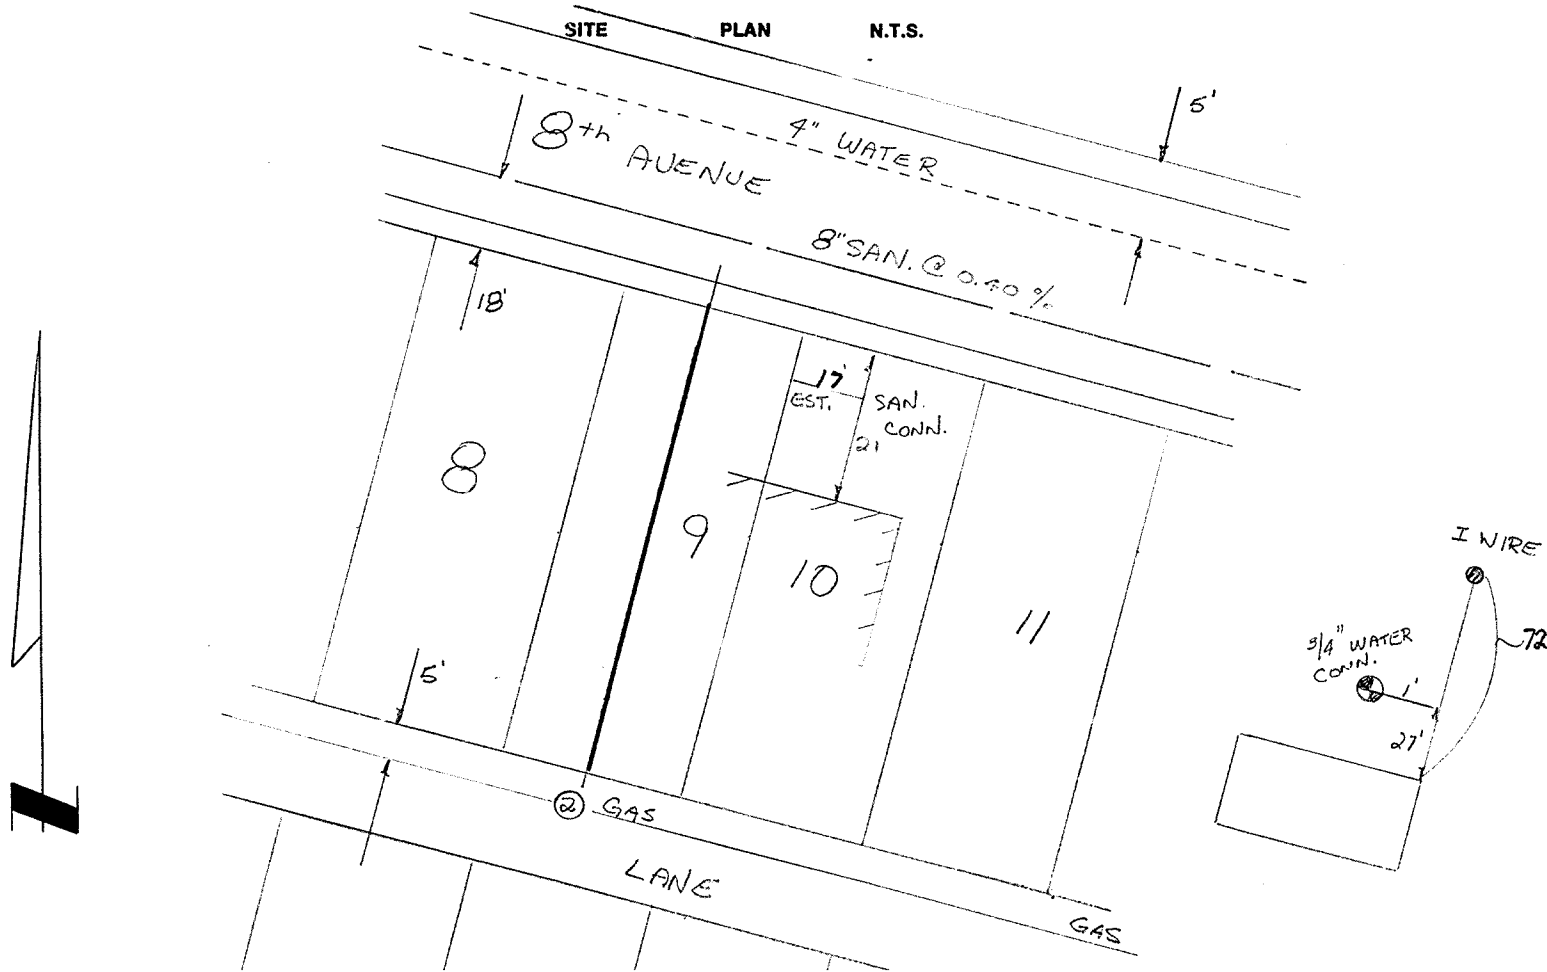 SITE PLAN N.T.S.
5'
4" WATER
8th AVENUE
8" SAN. @ 0.40 %
18'
17'
EST.
SAN.
CONN.
21
8
9
10
11
I WIRE
72
3/4" WATER
CONN.
1'
27'
5'
2 GAS
LANE
GAS